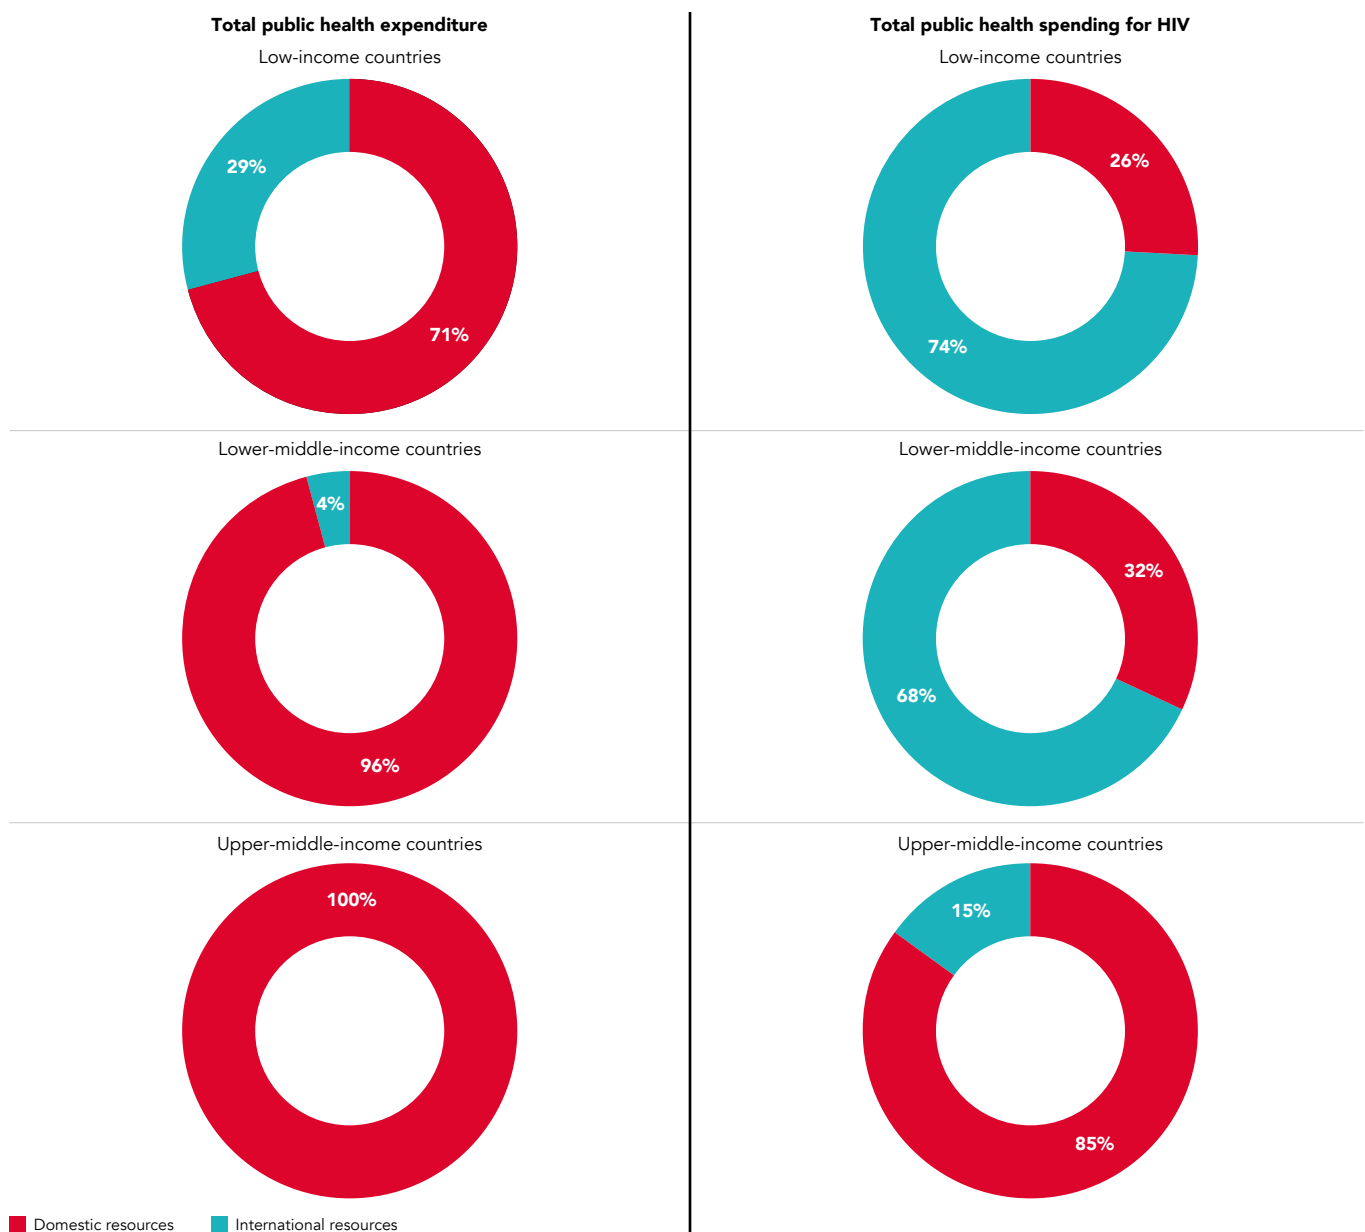 Total public health expenditure
Low-income countries
29%
71%
Lower-middle-income countries
4%
96%
Upper-middle-income countries
100%
Total public health spending for HIV
Low-income countries
26%
74%
Lower-middle-income countries
32%
68%
Upper-middle-income countries
15%
85%
Domestic resources
International resources